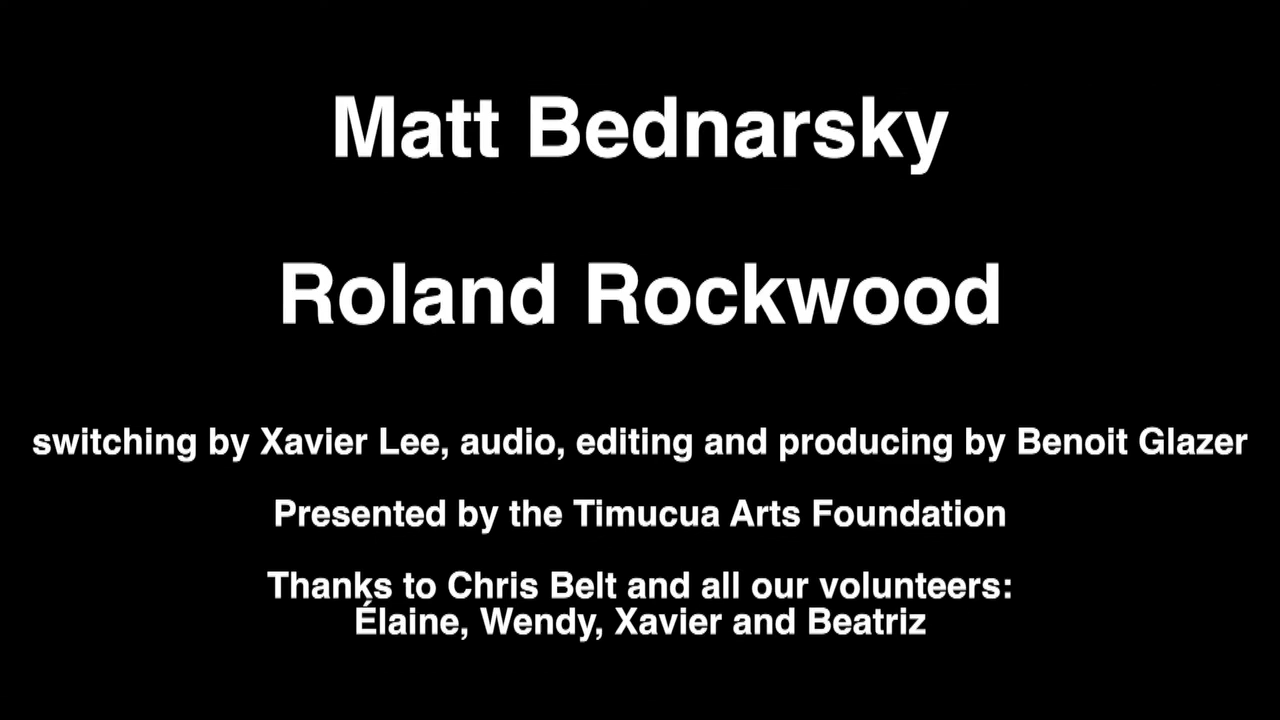 Matt Bednarsky
Roland Rockwood
switching by Xavier Lee, audio, editing and producing by Benoit Glazer
Presented by the Timucua Arts Foundation
Thanks to Chris Belt and all our volunteers:
Élaine, Wendy, Xavier and Beatriz